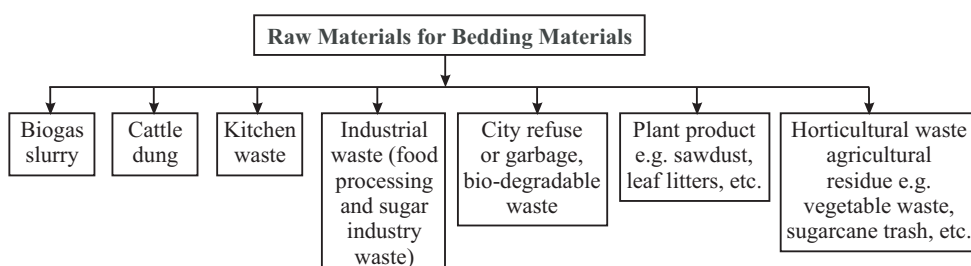 Raw Materials for Bedding Materials
Biogas
slurry
Cattle
dung
Kitchen
waste
Industrial
waste (food
processing
and sugar
industry
waste)
City refuse
or garbage,
bio-degradable
waste
Plant product
e.g. sawdust,
leaf litters, etc.
Horticultural waste
agricultural
residue e.g.
vegetable waste,
sugarcane trash, etc.